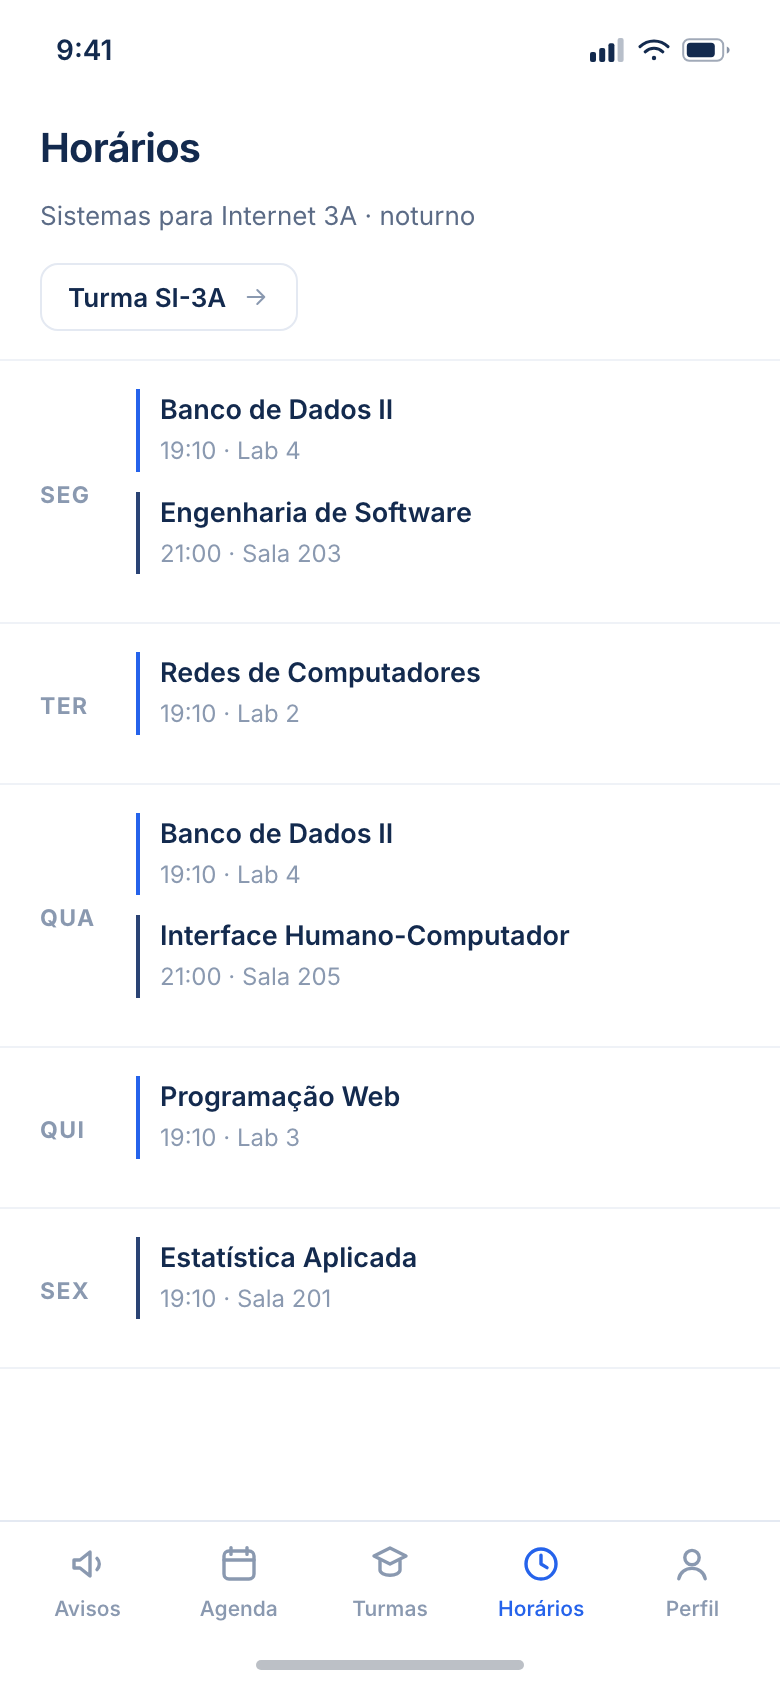 9:41
Horários
Sistemas para Internet 3A · noturno
Turma SI-3A →
SEG
Banco de Dados II
19:10 · Lab 4
Engenharia de Software
21:00 · Sala 203
TER
Redes de Computadores
19:10 · Lab 2
QUA
Banco de Dados II
19:10 · Lab 4
Interface Humano-Computador
21:00 · Sala 205
QUI
Programação Web
19:10 · Lab 3
SEX
Estatística Aplicada
19:10 · Sala 201
Avisos
Agenda
Turmas
Horários
Perfil